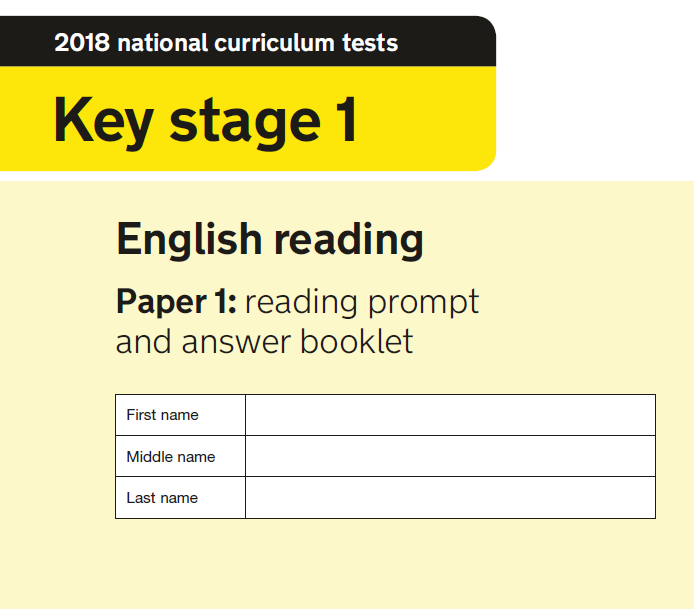 2018 national curriculum tests
Key stage 1
English reading
Paper 1: reading prompt
and answer booklet
First name
Middle name
Last name